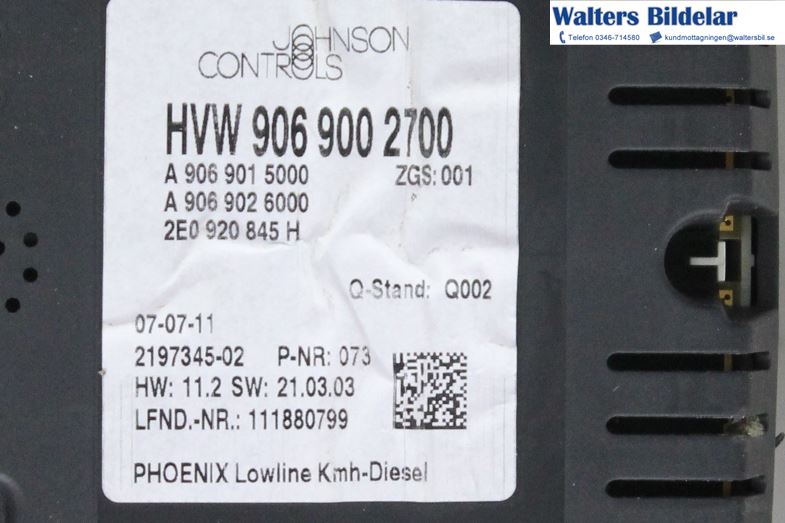 Walters Bildelar
Telefon 0346-714580 kundmottagningen@waltersbil.se
JOHNSON
CONTROLS
HVW 906 900 2700
A 906 901 5000 ZGS: 001
A 906 902 6000
2E0 920 845 H
Q-Stand: Q002
07-07-11
2197345-02 P-NR: 073
HW: 11.2 SW: 21.03.03
LFND.-NR.: 111880799
PHOENIX Lowline Kmh-Diesel